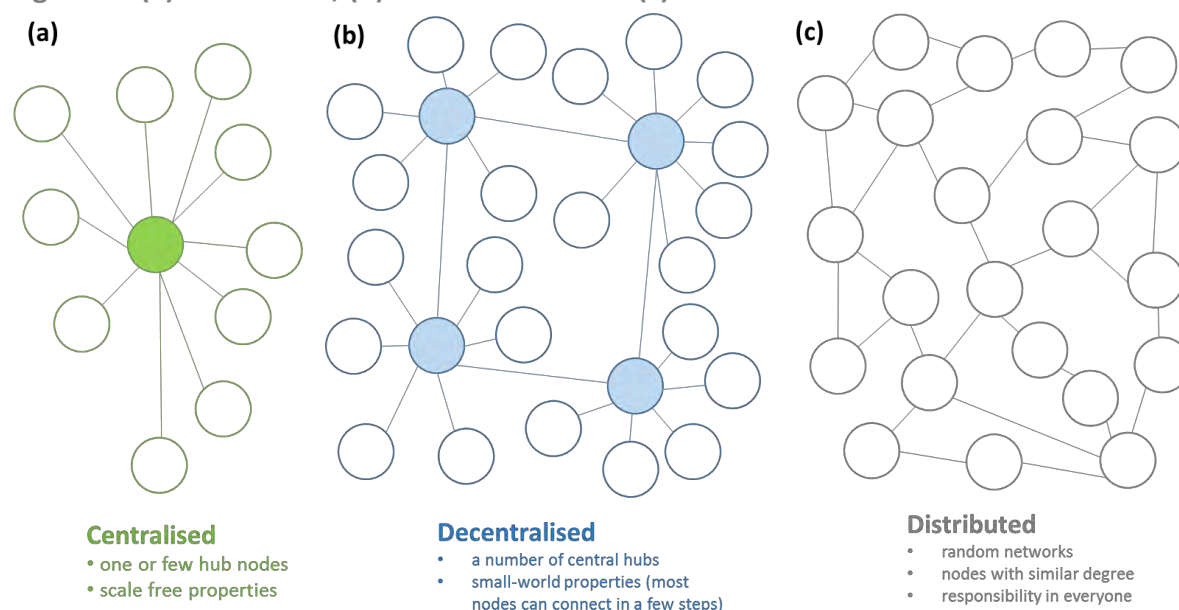 (a)
(b)
(c)
Centralised
• one or few hub nodes
• scale free properties
Decentralised
• a number of central hubs
• small-world properties (most
nodes can connect in a few steps)
Distributed
• random networks
• nodes with similar degree
• responsibility in everyone